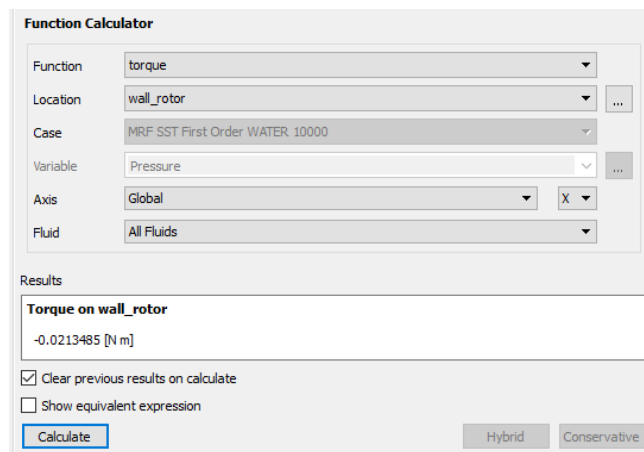 Function Calculator
Function torque
Location wall_rotor ...
Case MRF SST First Order WATER 10000
Variable Pressure ...
Axis Global X
Fluid All Fluids
Results
Torque on wall_rotor
-0.0213485 [N m]
Clear previous results on calculate
Show equivalent expression
Calculate Hybrid Conservative